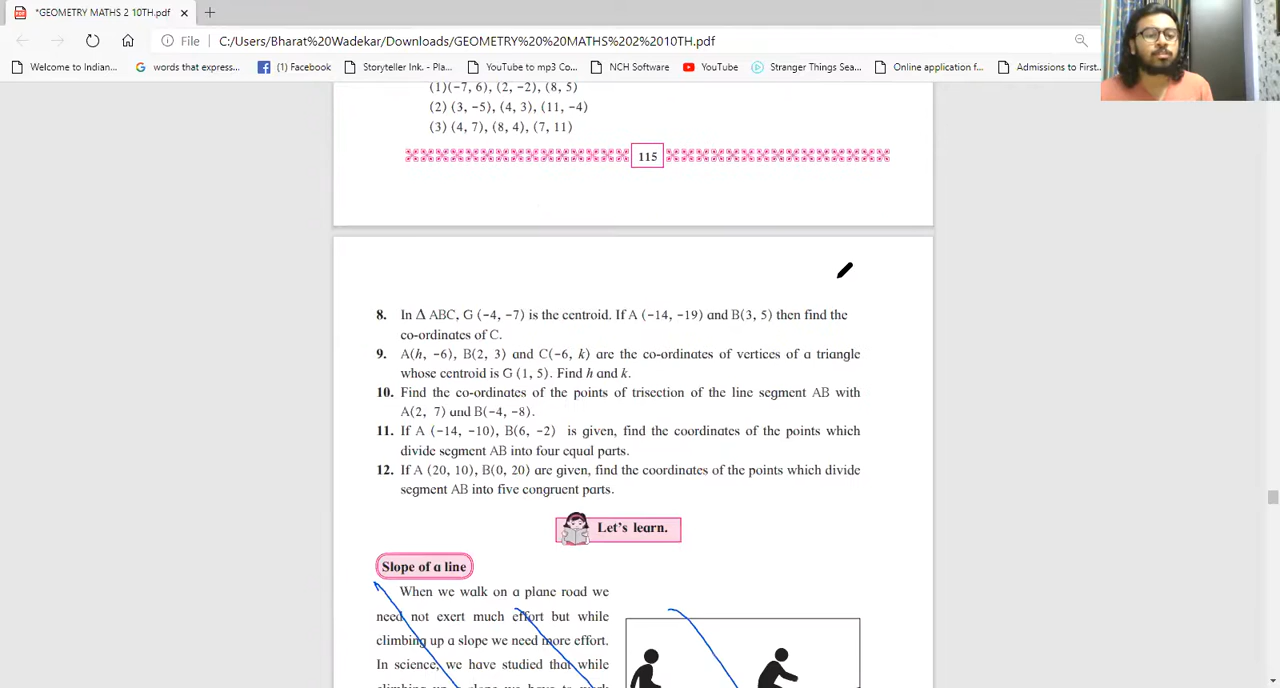 *GEOMETRY MATHS 2 10TH.pdf
File C:/Users/Bharat%20Wadekar/Downloads/GEOMETRY%20%20MATHS%202%2010TH.pdf
Welcome to Indian... words that express... (1) Facebook Storyteller Ink. - Pla... YouTube to mp3 Co... NCH Software YouTube Stranger Things Sea... Online application f... Admissions to First...
(1)(−7, 6), (2, −2), (8, 5)
(2) (3, −5), (4, 3), (11, −4)
(3) (4, 7), (8, 4), (7, 11)
115
8. In Δ ABC, G (−4, −7) is the centroid. If A (−14, −19) and B(3, 5) then find the
co-ordinates of C.
9. A(h, −6), B(2, 3) and C(−6, k) are the co-ordinates of vertices of a triangle
whose centroid is G (1, 5). Find h and k.
10. Find the co-ordinates of the points of trisection of the line segment AB with
A(2, 7) and B(−4, −8).
11. If A (−14, −10), B(6, −2) is given, find the coordinates of the points which
divide segment AB into four equal parts.
12. If A (20, 10), B(0, 20) are given, find the coordinates of the points which divide
segment AB into five congruent parts.
Let's learn.
Slope of a line
When we walk on a plane road we
need not exert much effort but while
climbing up a slope we need more effort.
In science, we have studied that while
climbing up a slope we have to work